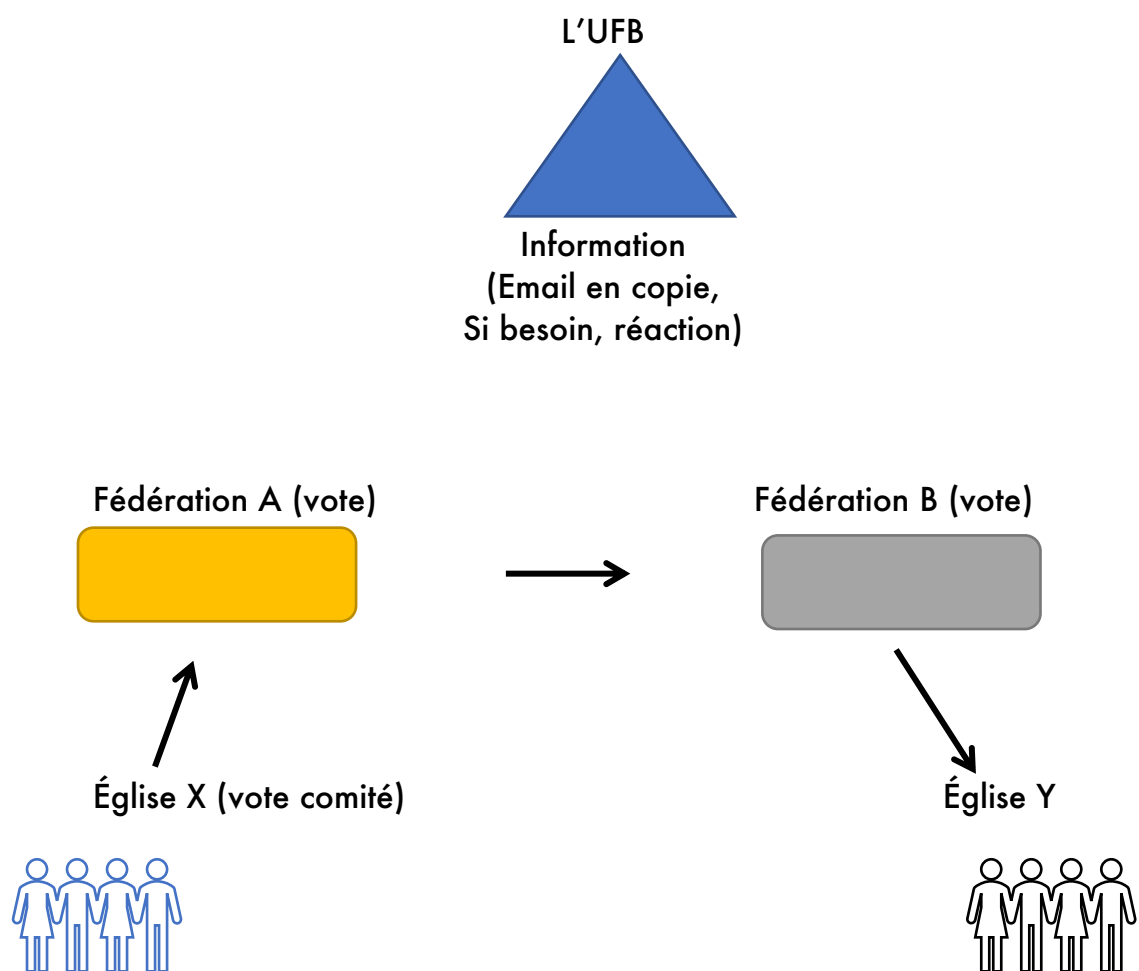 L’UFB
Information
(Email en copie,
Si besoin, réaction)
Fédération A (vote)
Fédération B (vote)
Église X (vote comité)
Église Y